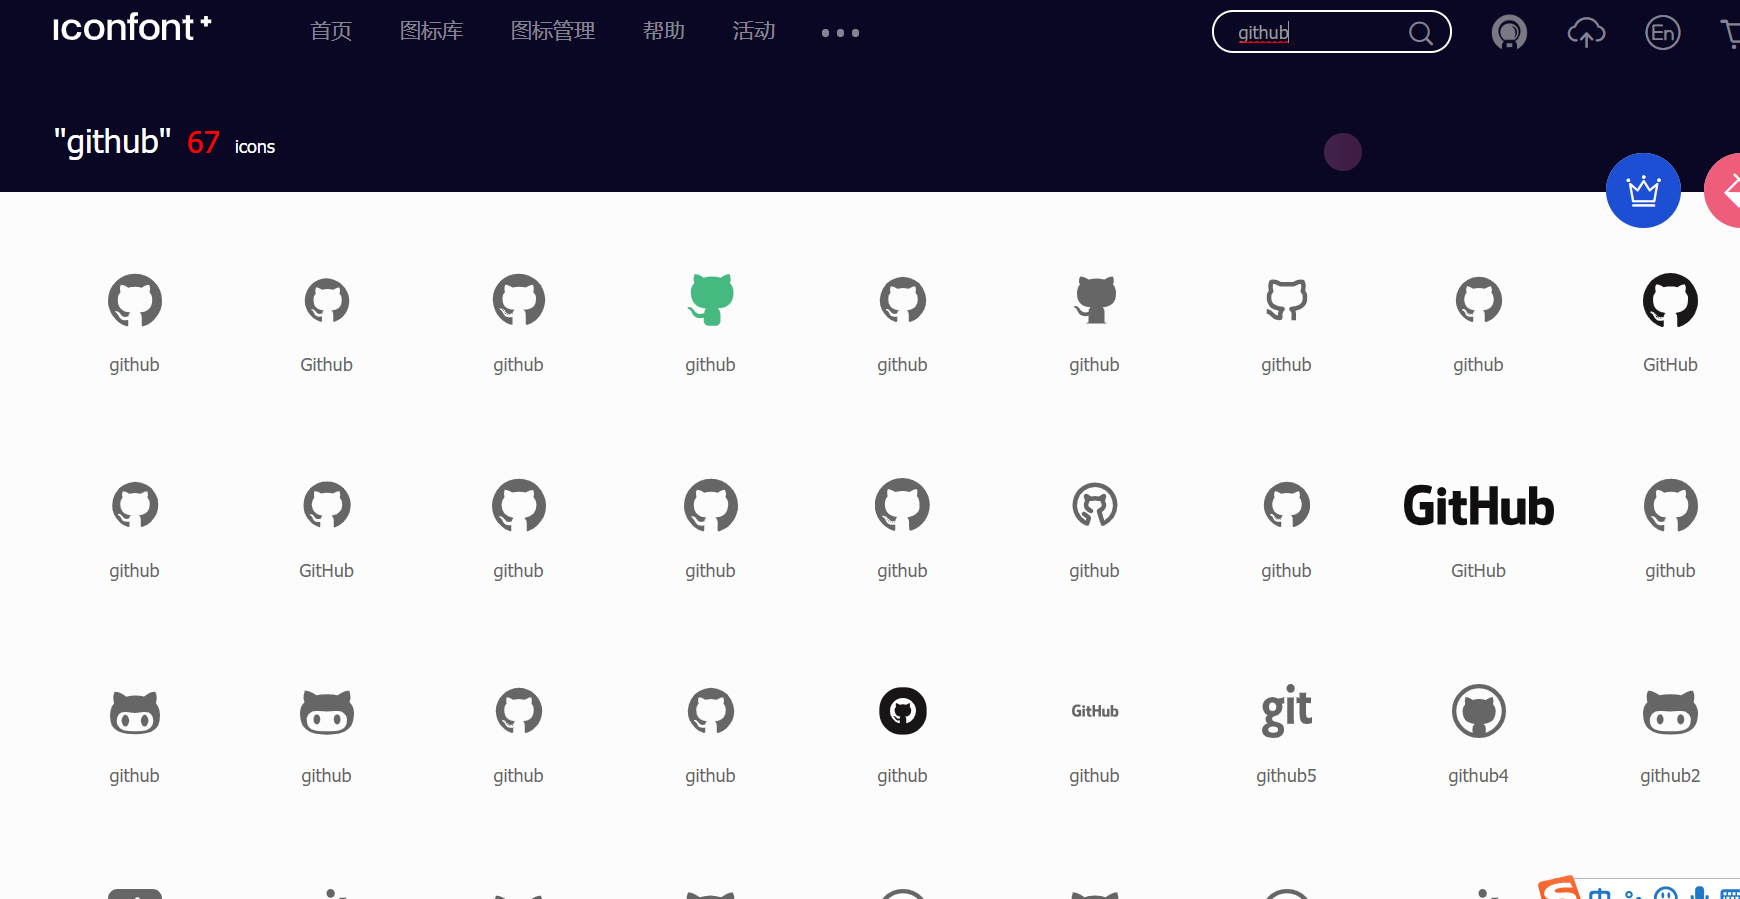 iconfont+ 首页 图标库 图标管理 帮助 活动 ••• github En
"github" 67 icons
github Github github github github github github github GitHub
GitHub
github GitHub github github github github github GitHub github
GitHub git
github github github github github github github5 github4 github2
中